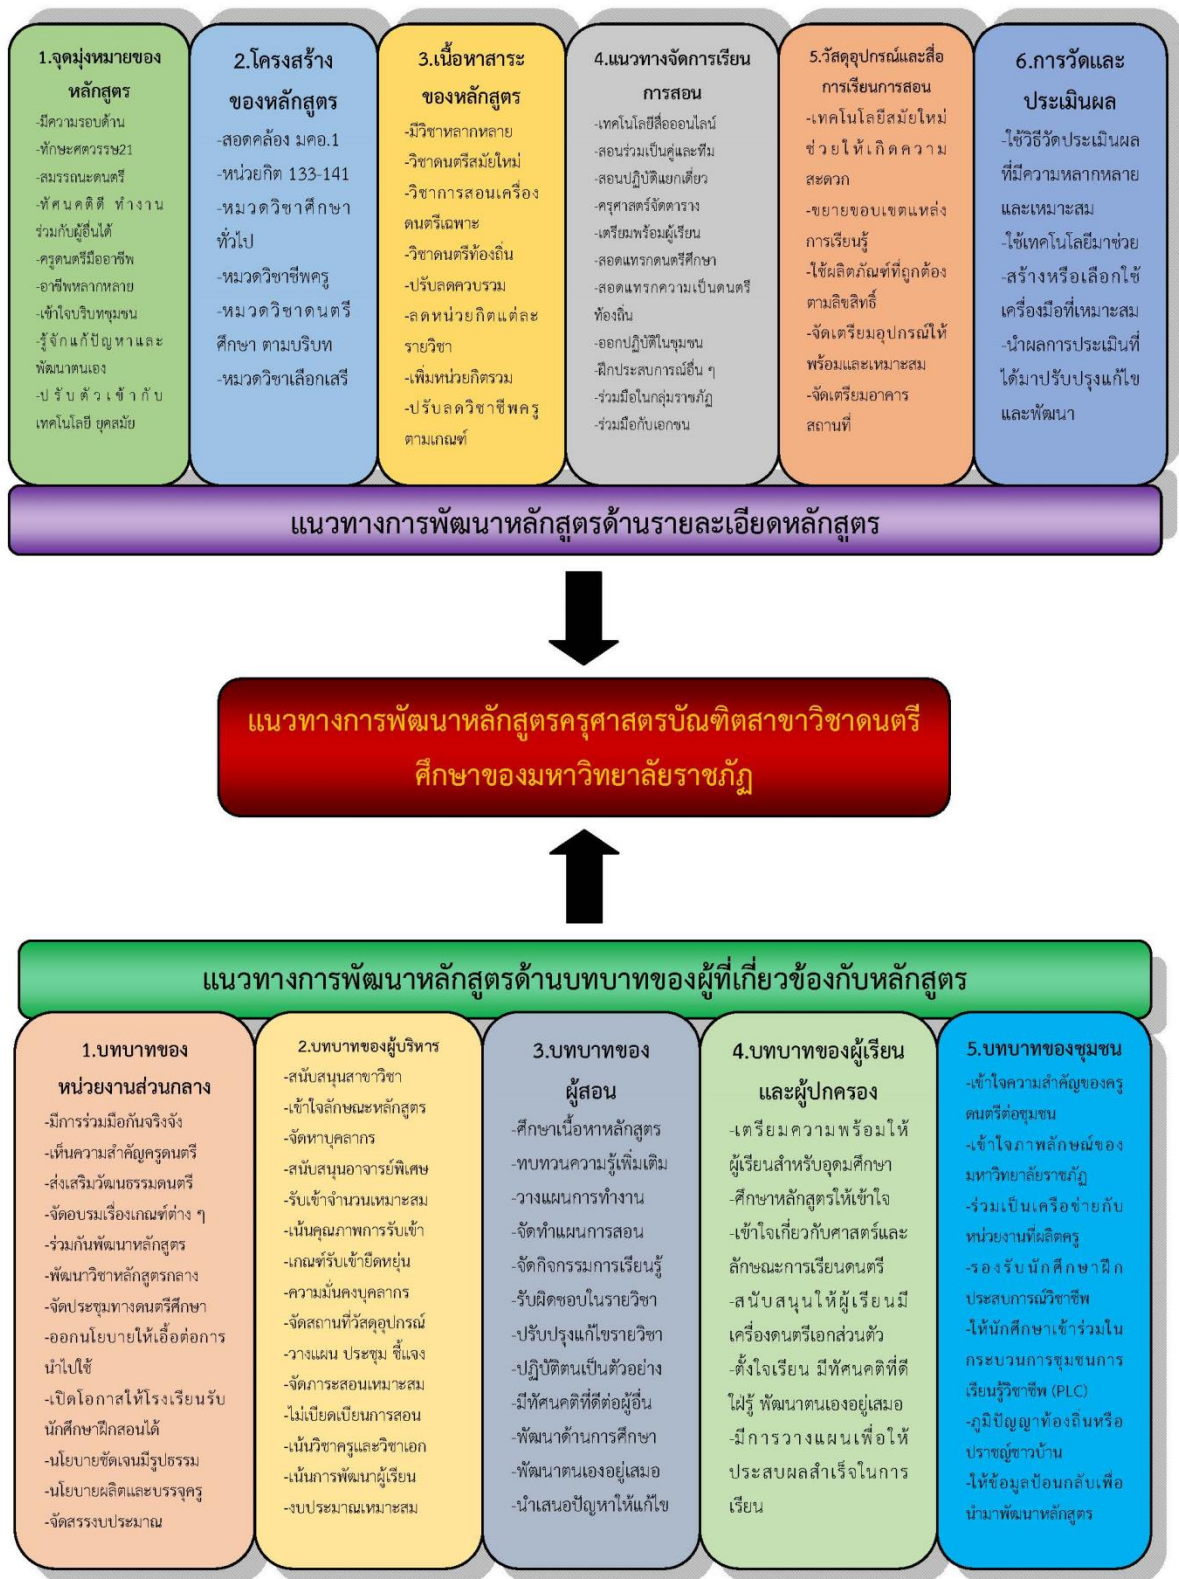 1.จุดมุ่งหมายของ
หลักสูตร
-มีความรอบด้าน
-ทักษะศตวรรษ21
-สมรรถนะดนตรี
-ทัศนคติดี ทำงาน
ร่วมกับผู้อื่นได้
-ครูดนตรีมืออาชีพ
-อาชีพหลากหลาย
-เข้าใจบริบทชุมชน
-รู้จักแก้ปัญหาและ
พัฒนาตนเอง
-ปรับตัวเข้ากับ
เทคโนโลยี ยุคสมัย
2.โครงสร้าง
ของหลักสูตร
-สอดคล้อง มคอ.1
-หน่วยกิต 133-141
-หมวดวิชาศึกษา
ทั่วไป
-หมวดวิชาชีพครู
-หมวดวิชาดนตรี
ศึกษา ตามบริบท
-หมวดวิชาเลือกเสรี
3.เนื้อหาสาระ
ของหลักสูตร
-มีวิชาหลากหลาย
-วิชาดนตรีสมัยใหม่
-วิชาการสอนเครื่อง
ดนตรีเฉพาะ
-วิชาดนตรีท้องถิ่น
-ปรับลดควบรวม
-ลดหน่วยกิตแต่ละ
รายวิชา
-เพิ่มหน่วยกิตรวม
-ปรับลดวิชาชีพครู
ตามเกณฑ์
4.แนวทางจัดการเรียน
การสอน
-เทคโนโลยีสื่อออนไลน์
-สอนร่วมเป็นคู่และทีม
-สอนปฏิบัติแยกเดี่ยว
-ครุศาสตร์จัดตาราง
-เตรียมพร้อมผู้เรียน
-สอดแทรกดนตรีศึกษา
-สอดแทรกความเป็นดนตรี
ท้องถิ่น
-ออกปฏิบัติในชุมชน
-ฝึกประสบการณ์อื่น ๆ
-ร่วมมือในกลุ่มราชภัฏ
-ร่วมมือกับเอกชน
5.วัสดุอุปกรณ์และสื่อ
การเรียนการสอน
-เทคโนโลยีสมัยใหม่
ช่วยให้เกิดความ
สะดวก
-ขยายขอบเขตแหล่ง
การเรียนรู้
-ใช้ผลิตภัณฑ์ที่ถูกต้อง
ตามลิขสิทธิ์
-จัดเตรียมอุปกรณ์ให้
พร้อมและเหมาะสม
-จัดเตรียมอาคาร
สถานที่
6.การวัดและ
ประเมินผล
-ใช้วิธีวัดประเมินผล
ที่มีความหลากหลาย
และเหมาะสม
-ใช้เทคโนโลยีมาช่วย
-สร้างหรือเลือกใช้
เครื่องมือที่เหมาะสม
-นำผลการประเมินที่
ได้มาปรับปรุงแก้ไข
และพัฒนา
แนวทางการพัฒนาหลักสูตรด้านรายละเอียดหลักสูตร
แนวทางการพัฒนาหลักสูตรครุศาสตรบัณฑิตสาขาวิชาดนตรี
ศึกษาของมหาวิทยาลัยราชภัฏ
แนวทางการพัฒนาหลักสูตรด้านบทบาทของผู้ที่เกี่ยวข้องกับหลักสูตร
1.บทบาทของ
หน่วยงานส่วนกลาง
-มีการร่วมมือกันจริงจัง
-เห็นความสำคัญครูดนตรี
-ส่งเสริมวัฒนธรรมดนตรี
-จัดอบรมเรื่องเกณฑ์ต่าง ๆ
-ร่วมกันพัฒนาหลักสูตร
-พัฒนาวิชาหลักสูตรกลาง
-จัดประชุมทางดนตรีศึกษา
-ออกนโยบายให้เอื้อต่อการ
นำไปใช้
-เปิดโอกาสให้โรงเรียนรับ
นักศึกษาฝึกสอนได้
-นโยบายชัดเจนมีรูปธรรม
-นโยบายผลิตและบรรจุครู
-จัดสรรงบประมาณ
2.บทบาทของผู้บริหาร
-สนับสนุนสาขาวิชา
-เข้าใจลักษณะหลักสูตร
-จัดหาบุคลากร
-สนับสนุนอาจารย์พิเศษ
-รับเข้าจำนวนเหมาะสม
-เน้นคุณภาพการรับเข้า
-เกณฑ์รับเข้ายืดหยุ่น
-ความมั่นคงบุคลากร
-จัดสถานที่วัสดุอุปกรณ์
-วางแผน ประชุม ชี้แจง
-จัดภาระสอนเหมาะสม
-ไม่เบียดเบียนการสอน
-เน้นวิชาครูและวิชาเอก
-เน้นการพัฒนาผู้เรียน
-งบประมาณเหมาะสม
3.บทบาทของ
ผู้สอน
-ศึกษาเนื้อหาหลักสูตร
-ทบทวนความรู้เพิ่มเติม
-วางแผนการทำงาน
-จัดทำแผนการสอน
-จัดกิจกรรมการเรียนรู้
-รับผิดชอบในรายวิชา
-ปรับปรุงแก้ไขรายวิชา
-ปฏิบัติตนเป็นตัวอย่าง
-มีทัศนคติที่ดีต่อผู้อื่น
-พัฒนาด้านการศึกษา
-พัฒนาตนเองอยู่เสมอ
-นำเสนอปัญหาให้แก้ไข
4.บทบาทของผู้เรียน
และผู้ปกครอง
-เตรียมความพร้อมให้
ผู้เรียนสำหรับอุดมศึกษา
-ศึกษาหลักสูตรให้เข้าใจ
-เข้าใจเกี่ยวกับศาสตร์และ
ลักษณะการเรียนดนตรี
-สนับสนุนให้ผู้เรียนมี
เครื่องดนตรีเอกส่วนตัว
-ตั้งใจเรียน มีทัศนคติที่ดี
ใฝ่รู้ พัฒนาตนเองอยู่เสมอ
-มีการวางแผนเพื่อให้
ประสบผลสำเร็จในการ
เรียน
5.บทบาทของชุมชน
-เข้าใจความสำคัญของครู
ดนตรีต่อชุมชน
-เข้าใจภาพลักษณ์ของ
มหาวิทยาลัยราชภัฏ
-ร่วมเป็นเครือข่ายกับ
หน่วยงานที่ผลิตครู
-รองรับนักศึกษาฝึก
ประสบการณ์วิชาชีพ
-ให้นักศึกษาเข้าร่วมใน
กระบวนการชุมชนการ
เรียนรู้วิชาชีพ (PLC)
-ภูมิปัญญาท้องถิ่นหรือ
ปราชญ์ชาวบ้าน
-ให้ข้อมูลป้อนกลับเพื่อ
นำมาพัฒนาหลักสูตร